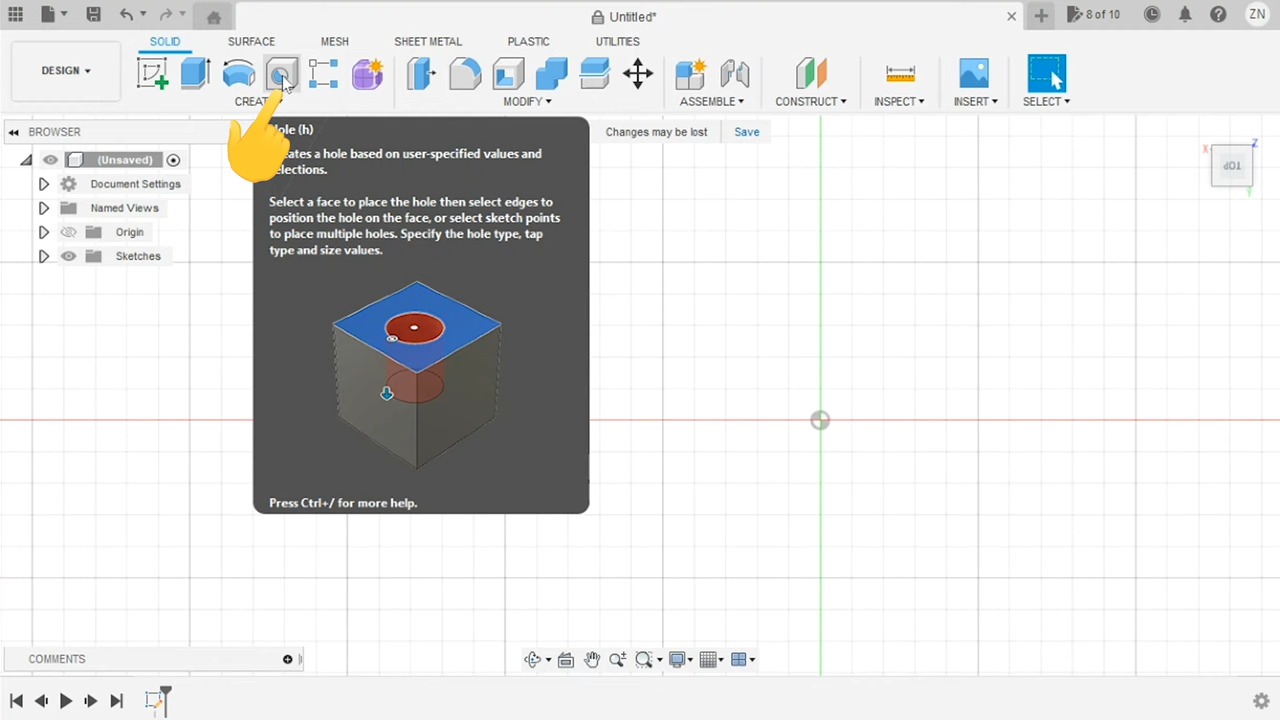 Untitled*
8 of 10
ZN
SOLID
SURFACE
MESH
SHEET METAL
PLASTIC
UTILITIES
DESIGN
MODIFY
ASSEMBLE
CONSTRUCT
INSPECT
INSERT
SELECT
BROWSER
Changes may be lost
Save
(Unsaved)
Document Settings
Named Views
Origin
Sketches
(h)
a hole based on user-specified values and
Select a face to place the hole then select edges to
position the hole on the face, or select sketch points
to place multiple holes. Specify the hole type, tap
type and size values.
Press Ctrl+/ for more help.
X
Z
TOP
Y
COMMENTS